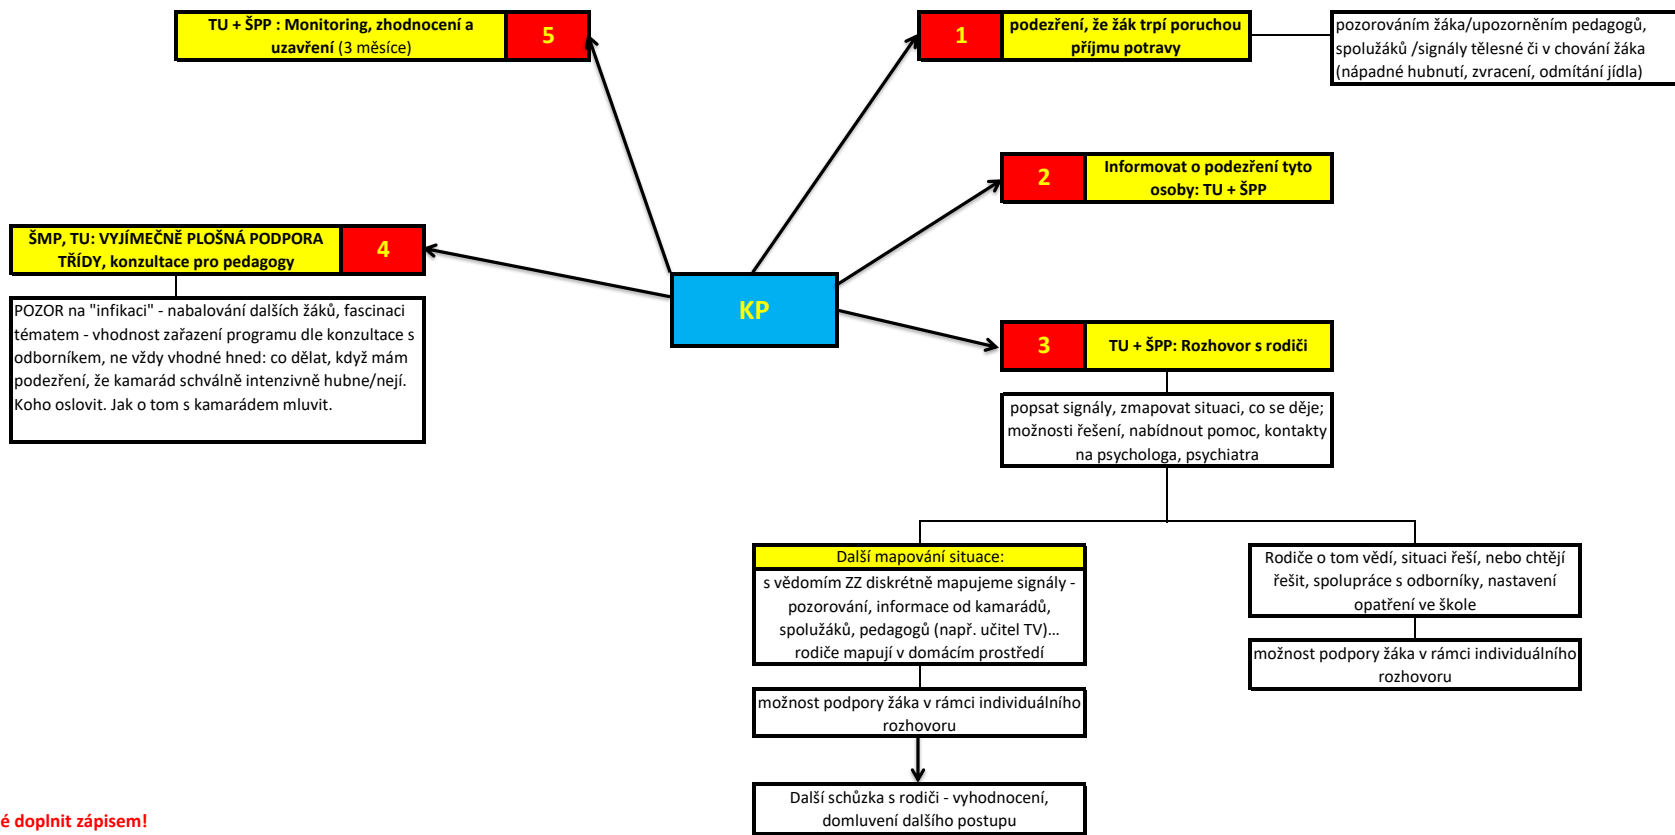 TU + ŠPP : Monitoring, zhodnocení a
uzavření (3 měsíce)
5
1
podezření, že žák trpí poruchou
příjmu potravy
pozorováním žáka/upozorněním pedagogů,
spolužáků /signály tělesné či v chování žáka
(nápadné hubnutí, zvracení, odmítání jídla)
2
Informovat o podezření tyto
osoby: TU + ŠPP
ŠMP, TU: VYJÍMEČNĚ PLOŠNÁ PODPORA
TŘÍDY, konzultace pro pedagogy
4
POZOR na "infikaci" - nabalování dalších žáků, fascinaci
tématem - vhodnost zařazení programu dle konzultace s
odborníkem, ne vždy vhodné hned: co dělat, když mám
podezření, že kamarád schválně intenzivně hubne/nejí.
Koho oslovit. Jak o tom s kamarádem mluvit.
KP
3
TU + ŠPP: Rozhovor s rodiči
popsat signály, zmapovat situaci, co se děje;
možnosti řešení, nabídnout pomoc, kontakty
na psychologa, psychiatra
Další mapování situace:
s vědomím ZZ diskrétně mapujeme signály -
pozorování, informace od kamarádů,
spolužáků, pedagogů (např. učitel TV)...
rodiče mapují v domácím prostředí
možnost podpory žáka v rámci individuálního
rozhovoru
Další schůzka s rodiči - vyhodnocení,
domluvení dalšího postupu
Rodiče o tom vědí, situaci řeší, nebo chtějí
řešit, spolupráce s odborníky, nastavení
opatření ve škole
možnost podpory žáka v rámci individuálního
rozhovoru
é doplnit zápisem!